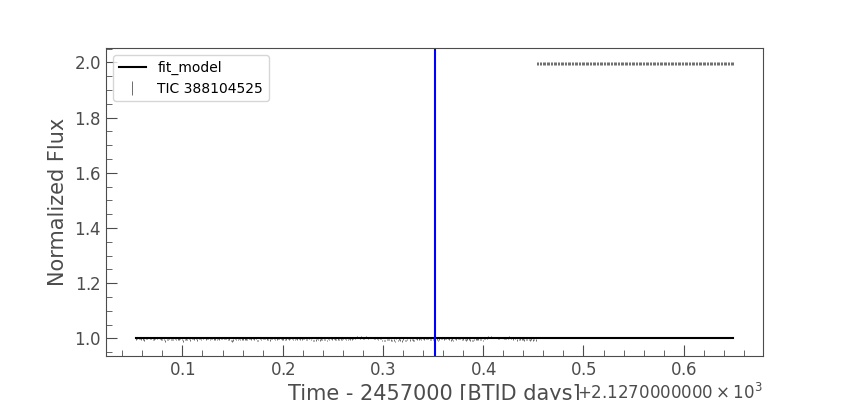 fit_model
TIC 388104525
2.0
1.8
1.6
1.4
1.2
1.0
Normalized Flux
0.1 0.2 0.3 0.4 0.5 0.6
Time - 2457000 [BTJD days]
+2.1270000000 × 10³